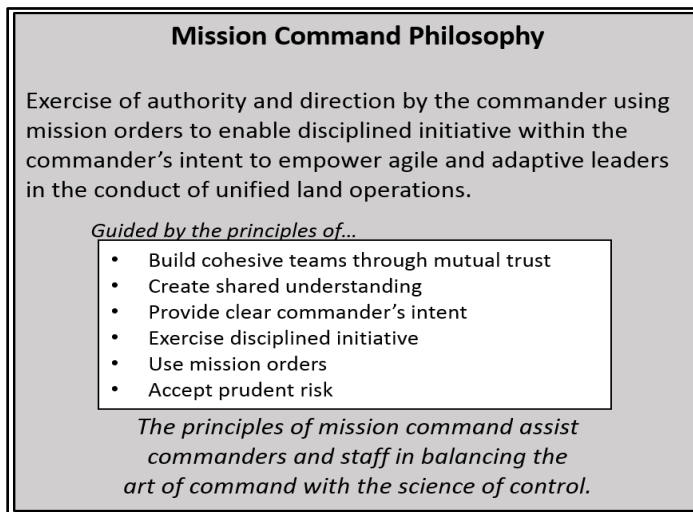 Mission Command Philosophy
Exercise of authority and direction by the commander using
mission orders to enable disciplined initiative within the
commander’s intent to empower agile and adaptive leaders
in the conduct of unified land operations.
Guided by the principles of…
• Build cohesive teams through mutual trust
• Create shared understanding
• Provide clear commander’s intent
• Exercise disciplined initiative
• Use mission orders
• Accept prudent risk
The principles of mission command assist
commanders and staff in balancing the
art of command with the science of control.